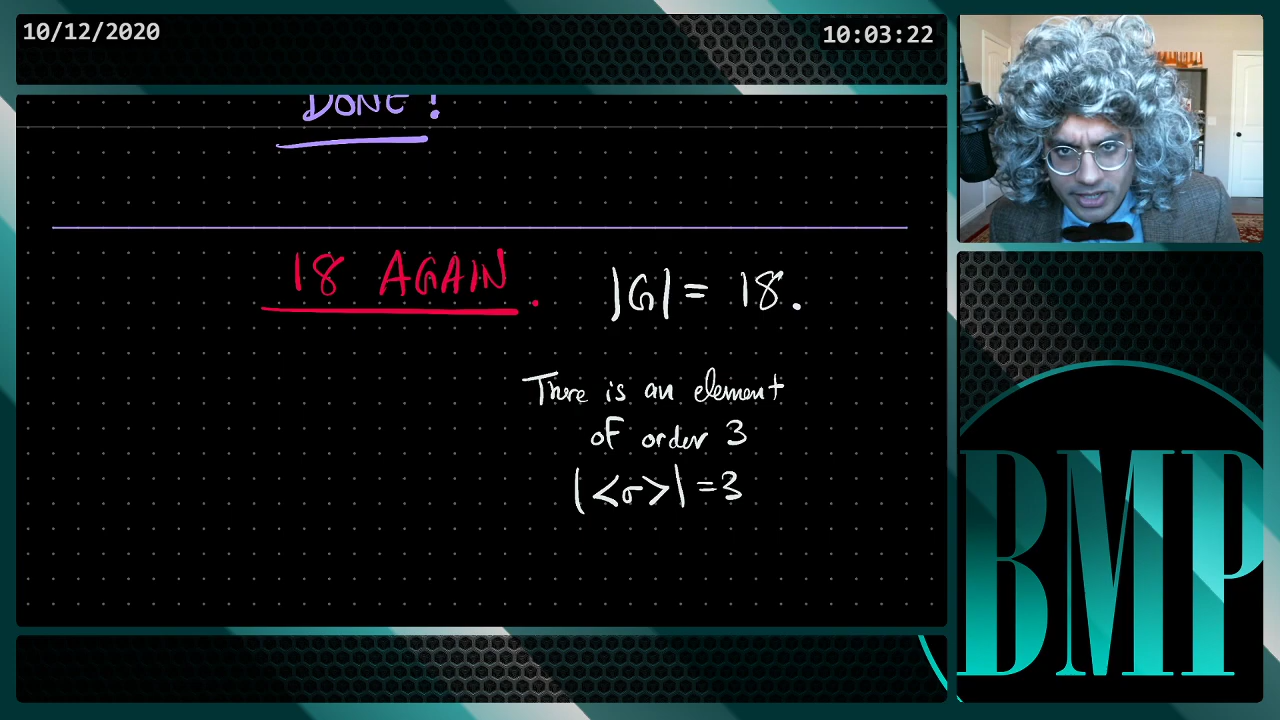 10/12/2020
10:03:22
DONE!
18 AGAIN.
|G| = 18.
There is an element
of order 3
|<σ>| = 3
BMP